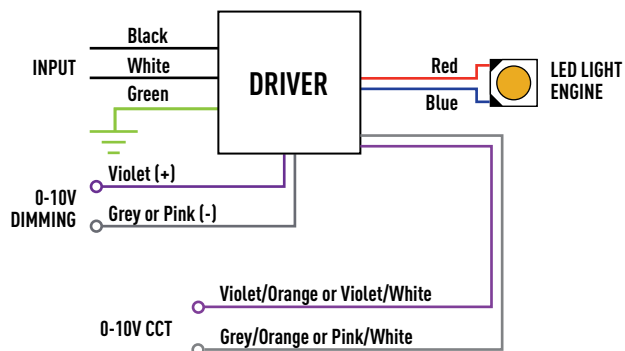 Black
INPUT
White
Green
DRIVER
Red
Blue
LED LIGHT
ENGINE
Violet (+)
0-10V
DIMMING
Grey or Pink (-)
Violet/Orange or Violet/White
0-10V CCT
Grey/Orange or Pink/White